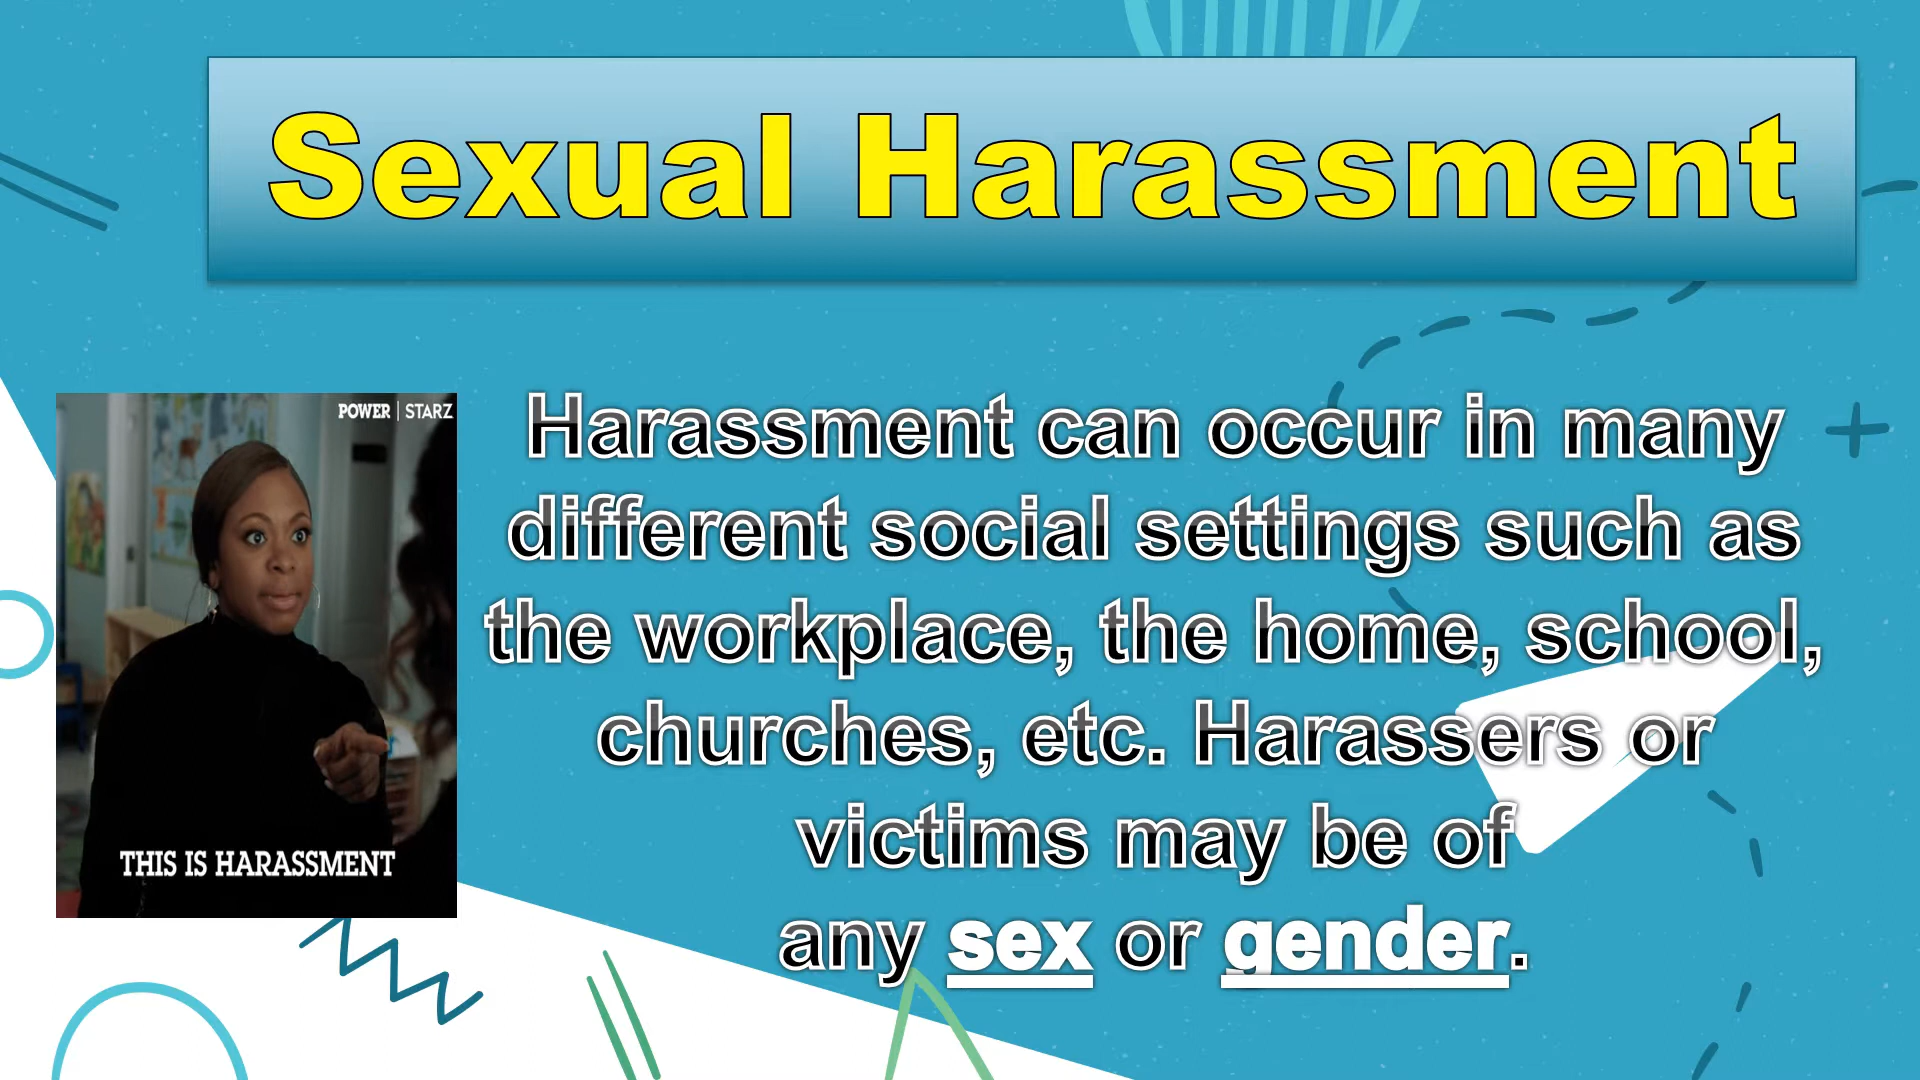 Sexual Harassment
POWER | STARZ
THIS IS HARASSMENT
Harassment can occur in many
different social settings such as
the workplace, the home, school,
churches, etc. Harassers or
victims may be of
any sex or gender.